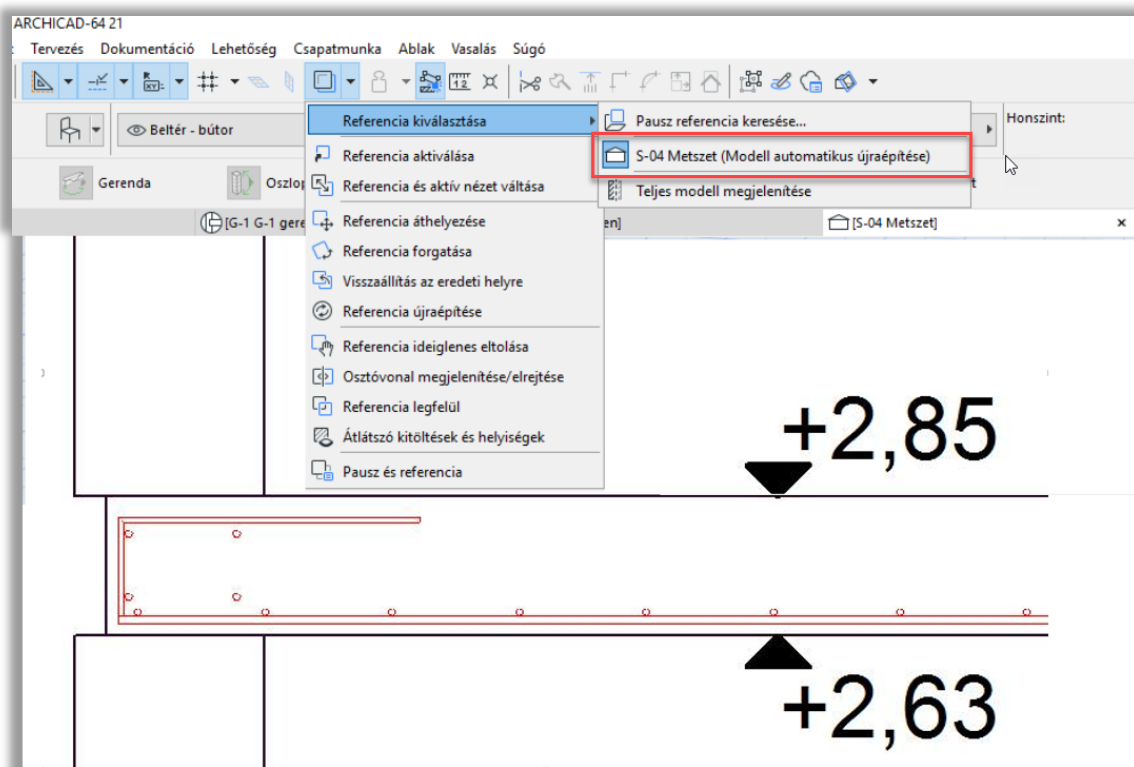 ARCHICAD-64 21
Tervezés Dokumentáció Lehetőség Csapatmunka Ablak Vasalás Súgó
Beltér - bútor
Honszint:
Gerenda
Oszlop
[G-1 G-1 gere
en]
[S-04 Metszet]
Referencia kiválasztása
Referencia aktiválása
Referencia és aktív nézet váltása
Referencia áthelyezése
Referencia forgatása
Visszaállítás az eredeti helyre
Referencia újraépítése
Referencia ideiglenes eltolása
Osztóvonal megjelenítése/elrejtése
Referencia legfelül
Átlátszó kitöltések és helyiségek
Pausz és referencia
Pausz referencia keresése...
S-04 Metszet (Modell automatikus újraépítése)
Teljes modell megjelenítése
+2,85
+2,63